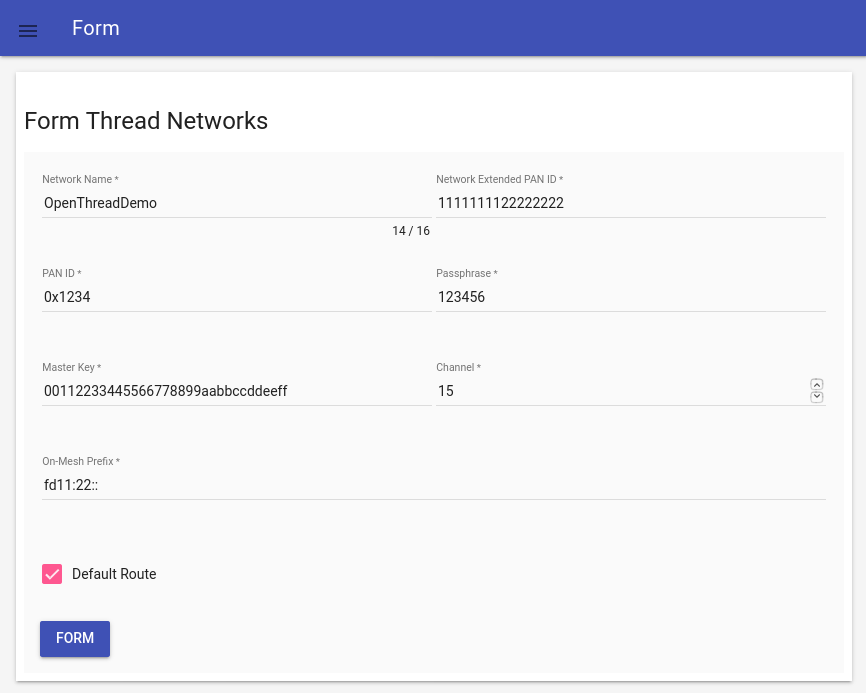 Form
Form Thread Networks
Network Name *
Network Extended PAN ID *
OpenThreadDemo
1111111122222222
14 / 16
PAN ID *
Passphrase *
0x1234
123456
Master Key *
Channel *
00112233445566778899aabbccddeeff
15
On-Mesh Prefix *
fd11:22::
Default Route
FORM